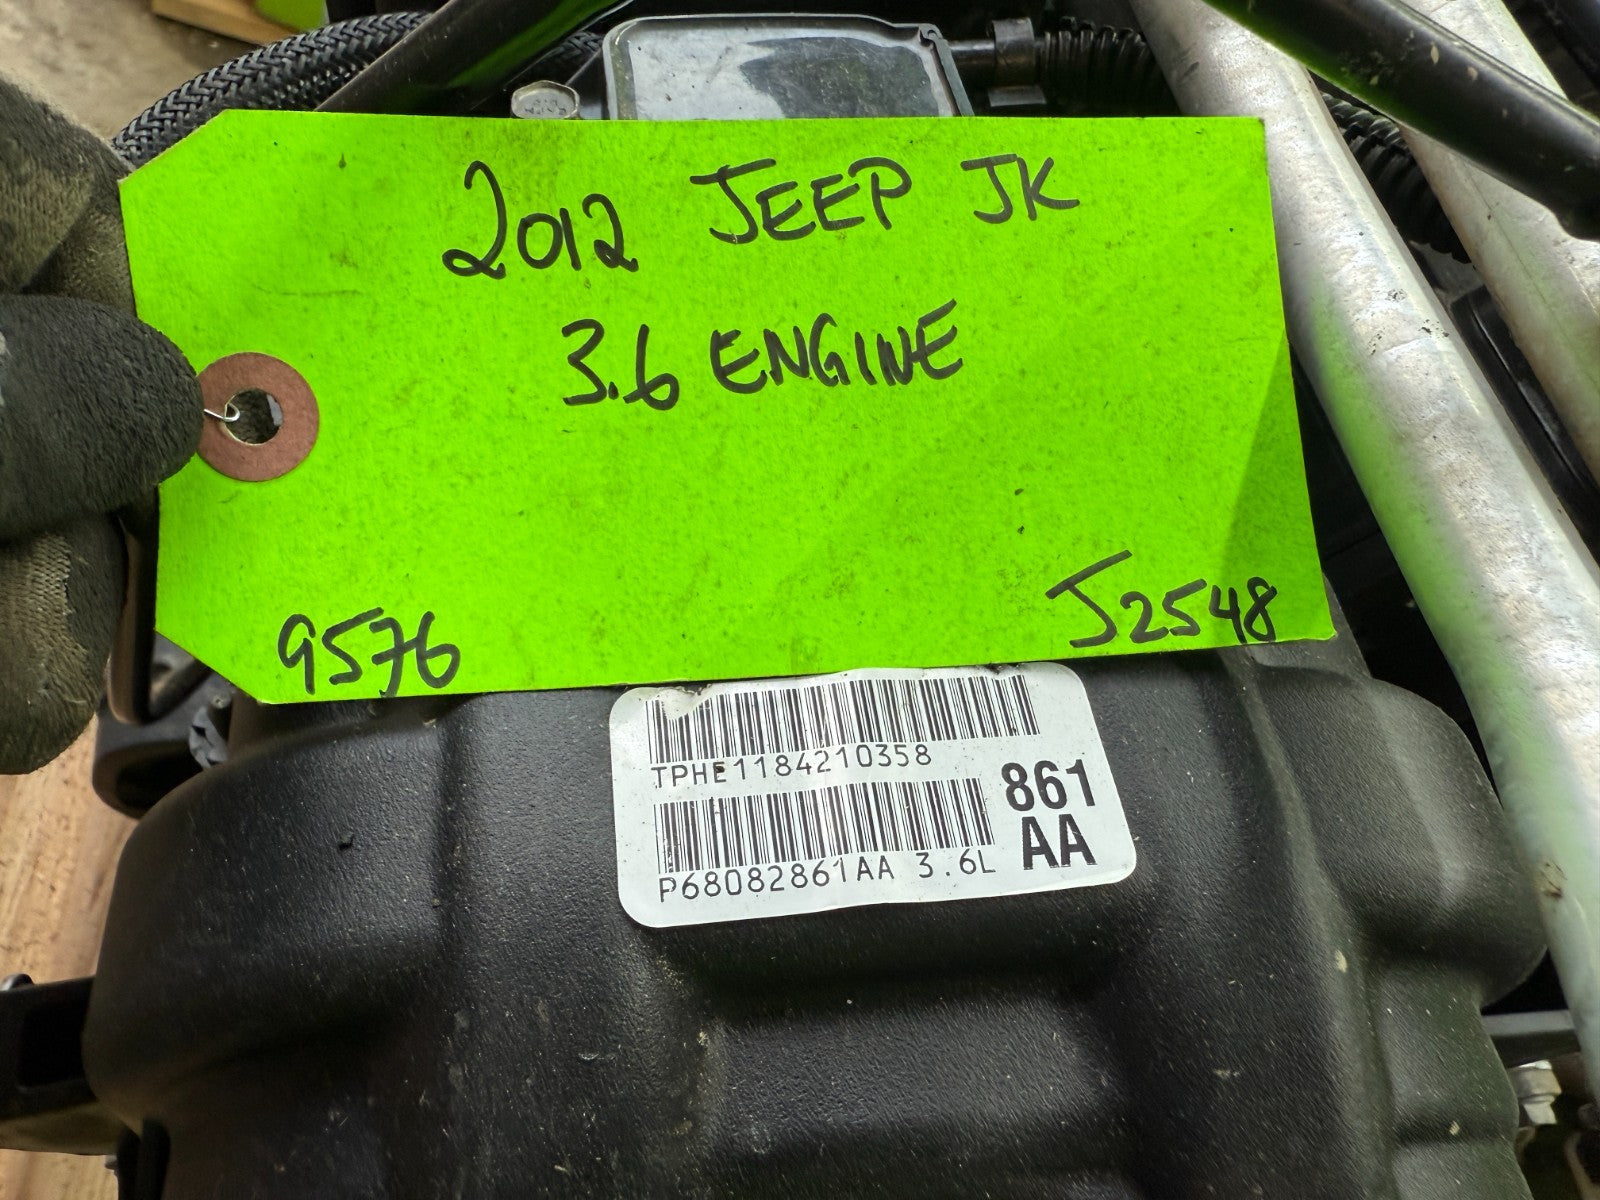 2012 JEEP JK
3.6 ENGINE
9576
J2548
TPHE1184210358
P68082861AA 3.6L
861
AA